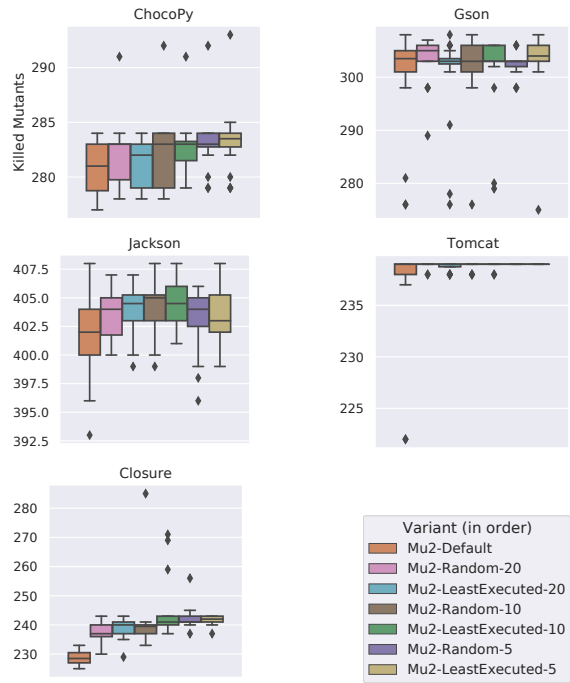 ChocoPy
Gson
Killed Mutants
290
285
280
300
290
280
Jackson
Tomcat
407.5
405.0
402.5
400.0
397.5
395.0
392.5
235
230
225
Closure
280
270
260
250
240
230
Variant (in order)
Mu2-Default
Mu2-Random-20
Mu2-LeastExecuted-20
Mu2-Random-10
Mu2-LeastExecuted-10
Mu2-Random-5
Mu2-LeastExecuted-5